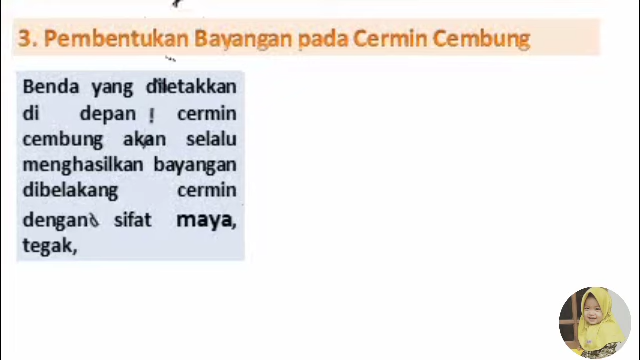 3. Pembentukan Bayangan pada Cermin Cembung
Benda yang diletakkan
di depan cermin
cembung akan selalu
menghasilkan bayangan
dibelakang cermin
dengan sifat maya,
tegak,